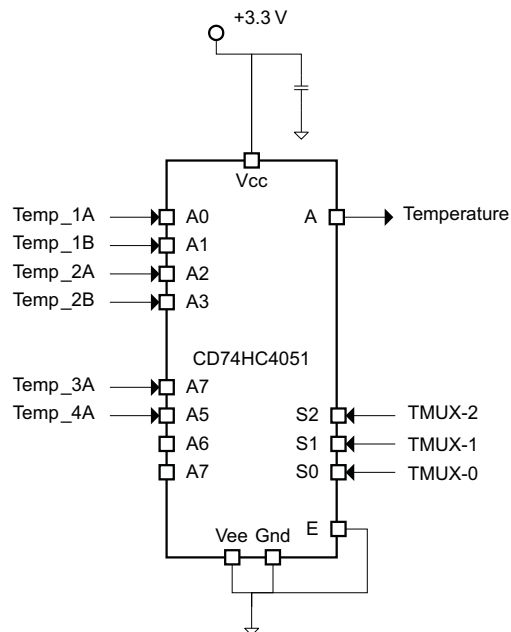 +3.3 V
Vcc
Temp_1A A0 A Temperature
Temp_1B A1
Temp_2A A2
Temp_2B A3
CD74HC4051
Temp_3A A7
Temp_4A A5 S2 TMUX-2
A6 S1 TMUX-1
A7 S0 TMUX-0
E
Vee Gnd